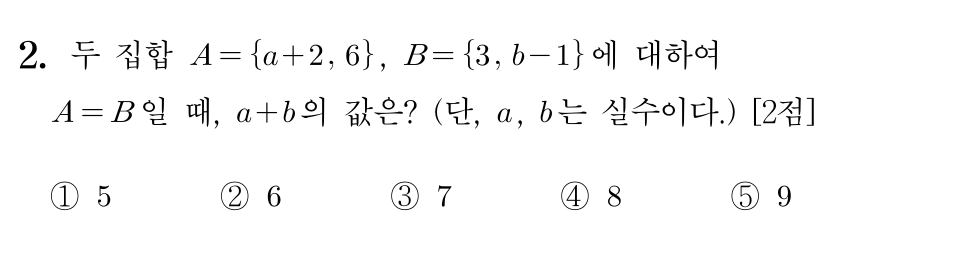 2. 두 집합 A={a+2, 6}, B={3, b-1}에 대하여
A=B일 때, a+b의 값은? (단, a, b는 실수이다.) [2점]
① 5 ② 6 ③ 7 ④ 8 ⑤ 9